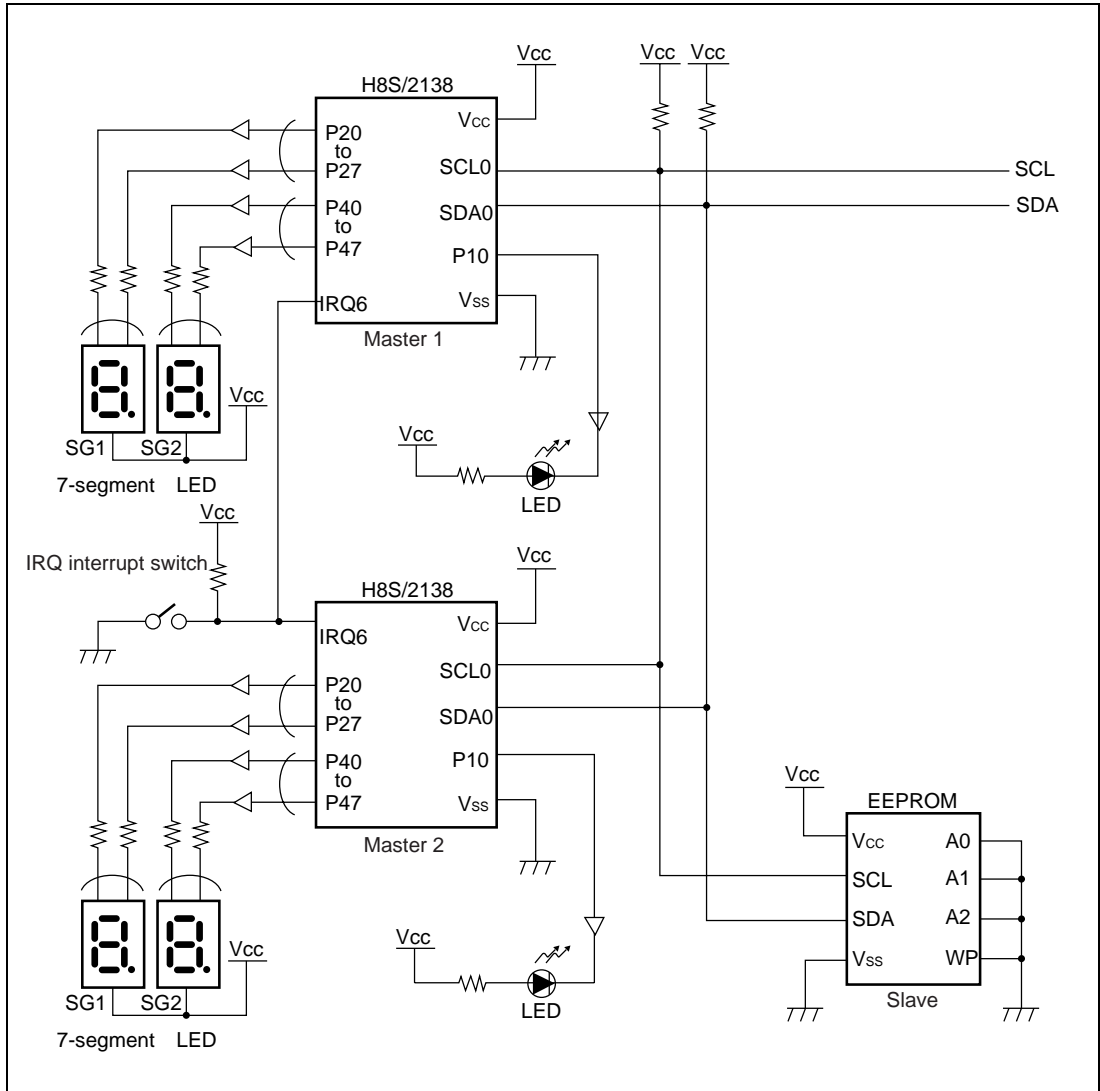 Vcc
Vcc
Vcc
H8S/2138
Vcc
P20
to
P27
SCL0
SCL
P40
to
P47
SDA0
SDA
P10
IRQ6
Vss
Master 1
Vcc
SG1
SG2
7-segment LED
Vcc
LED
Vcc
IRQ interrupt switch
Vcc
H8S/2138
IRQ6
Vcc
P20
to
P27
SCL0
SDA0
P40
to
P47
P10
Vss
Master 2
Vcc
EEPROM
Vcc
A0
SCL
A1
SDA
A2
Vss
WP
Slave
Vcc
SG1
SG2
7-segment LED
Vcc
LED